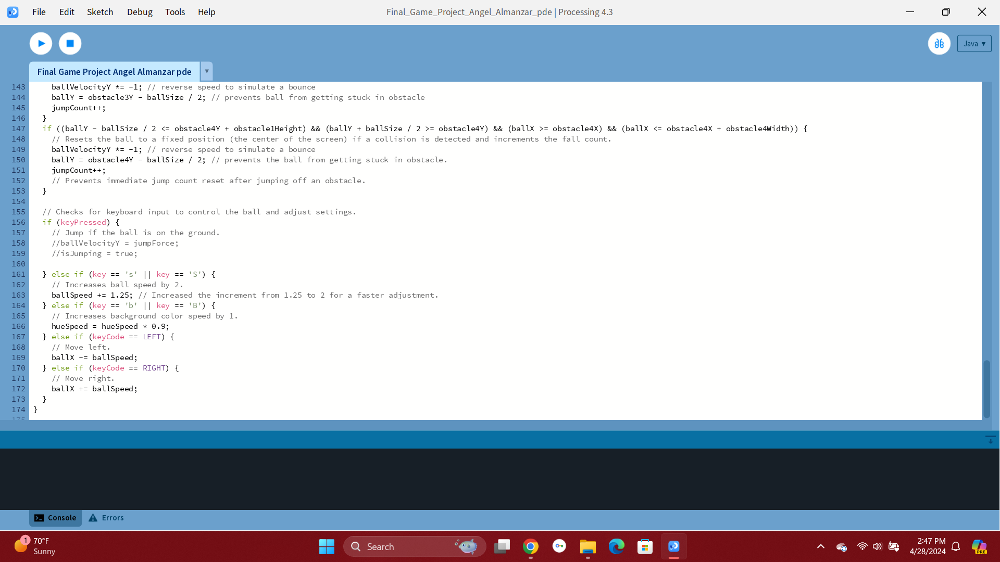 File Edit Sketch Debug Tools Help
Final_Game_Project_Angel_Almanzar_pde | Processing 4.3
Java ▾
Final Game Project Angel Almanzar pde
143 ballVelocityY *= -1; // reverse speed to simulate a bounce
144 ballY = obstacle3Y - ballSize / 2; // prevents ball from getting stuck in obstacle
145 jumpCount++;
146 }
147 if ((ballY - ballSize / 2 <= obstacle4Y + obstacle1Height) && (ballY + ballSize / 2 >= obstacle4Y) && (ballX >= obstacle4X) && (ballX <= obstacle4X + obstacle4Width)) {
148 // Resets the ball to a fixed position (the center of the screen) if a collision is detected and increments the fall count.
149 ballVelocityY *= -1; // reverse speed to simulate a bounce
150 ballY = obstacle4Y - ballSize / 2; // prevents the ball from getting stuck in obstacle.
151 jumpCount++;
152 // Prevents immediate jump count reset after jumping off an obstacle.
153 }
154
155 // Checks for keyboard input to control the ball and adjust settings.
156 if (keyPressed) {
157 // Jump if the ball is on the ground.
158 //ballVelocityY = jumpForce;
159 //isJumping = true;
160
161 } else if (key == 's' || key == 'S') {
162 // Increases ball speed by 2.
163 ballSpeed += 1.25; // Increased the increment from 1.25 to 2 for a faster adjustment.
164 } else if (key == 'b' || key == 'B') {
165 // Increases background color speed by 1.
166 hueSpeed = hueSpeed * 0.9;
167 } else if (keyCode == LEFT) {
168 // Move left.
169 ballX -= ballSpeed;
170 } else if (keyCode == RIGHT) {
171 // Move right.
172 ballX += ballSpeed;
173 }
174 }
175
Console Errors
1
70°F
Sunny
Search
2:47 PM
4/28/2024
PRE